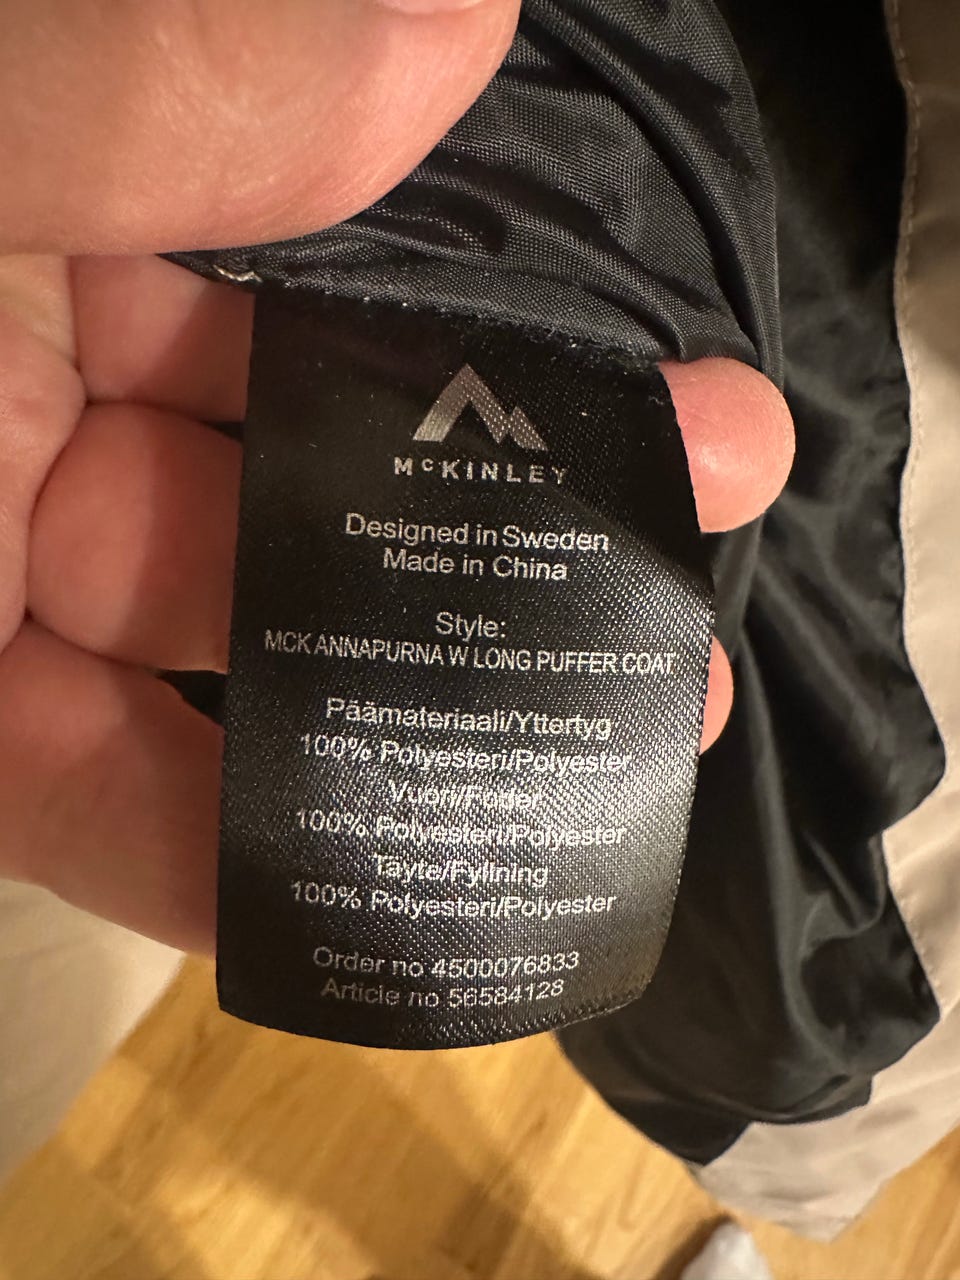 McKINLEY
Designed in Sweden
Made in China
Style:
MCK ANNAPURNA W LONG PUFFER COAT
Päämateriaali/Yttertyg
100% Polyesteri/Polyester
Vuori/Foder
100% Polyesteri/Polyester
Täyte/Fyllning
100% Polyesteri/Polyester
Order no 4500076833
Article no 56584128